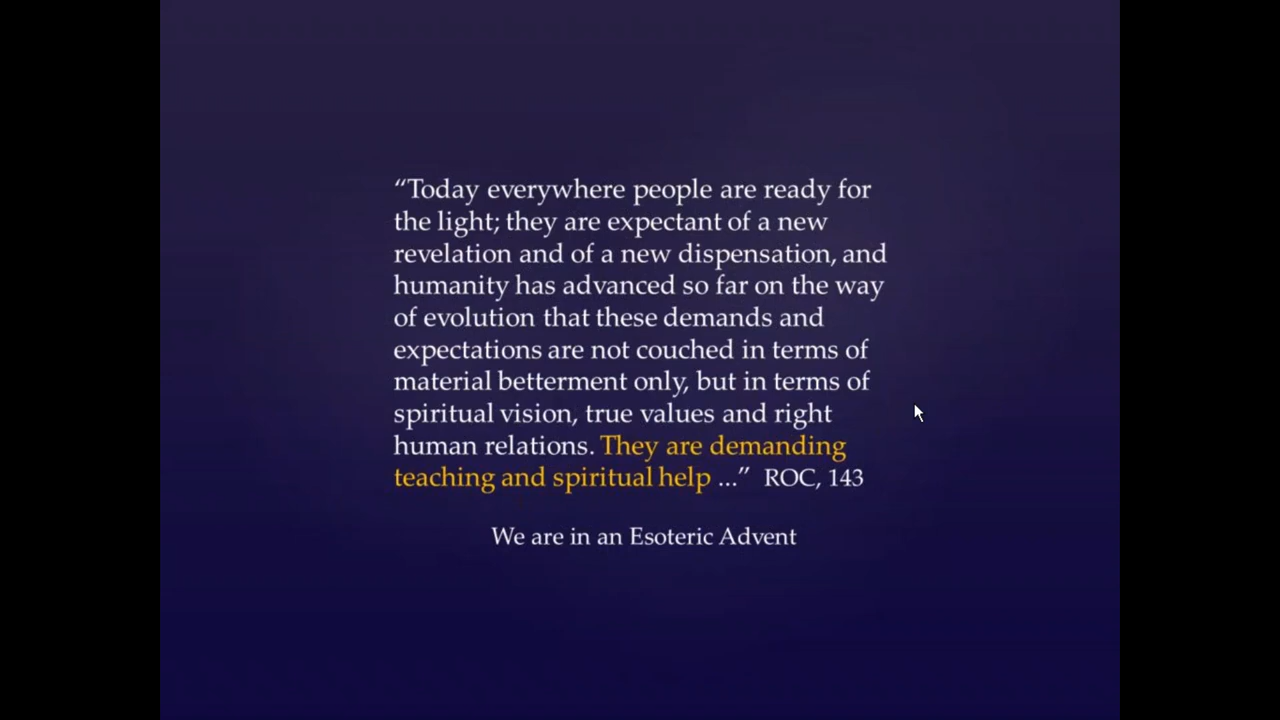 “Today everywhere people are ready for
the light; they are expectant of a new
revelation and of a new dispensation, and
humanity has advanced so far on the way
of evolution that these demands and
expectations are not couched in terms of
material betterment only, but in terms of
spiritual vision, true values and right
human relations. They are demanding
teaching and spiritual help ...”  ROC, 143
We are in an Esoteric Advent